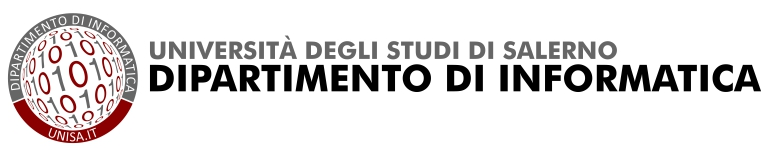 DIPARTIMENTO DI INFORMATICA
UNISA.IT
UNIVERSITÀ DEGLI STUDI DI SALERNO
DIPARTIMENTO DI INFORMATICA